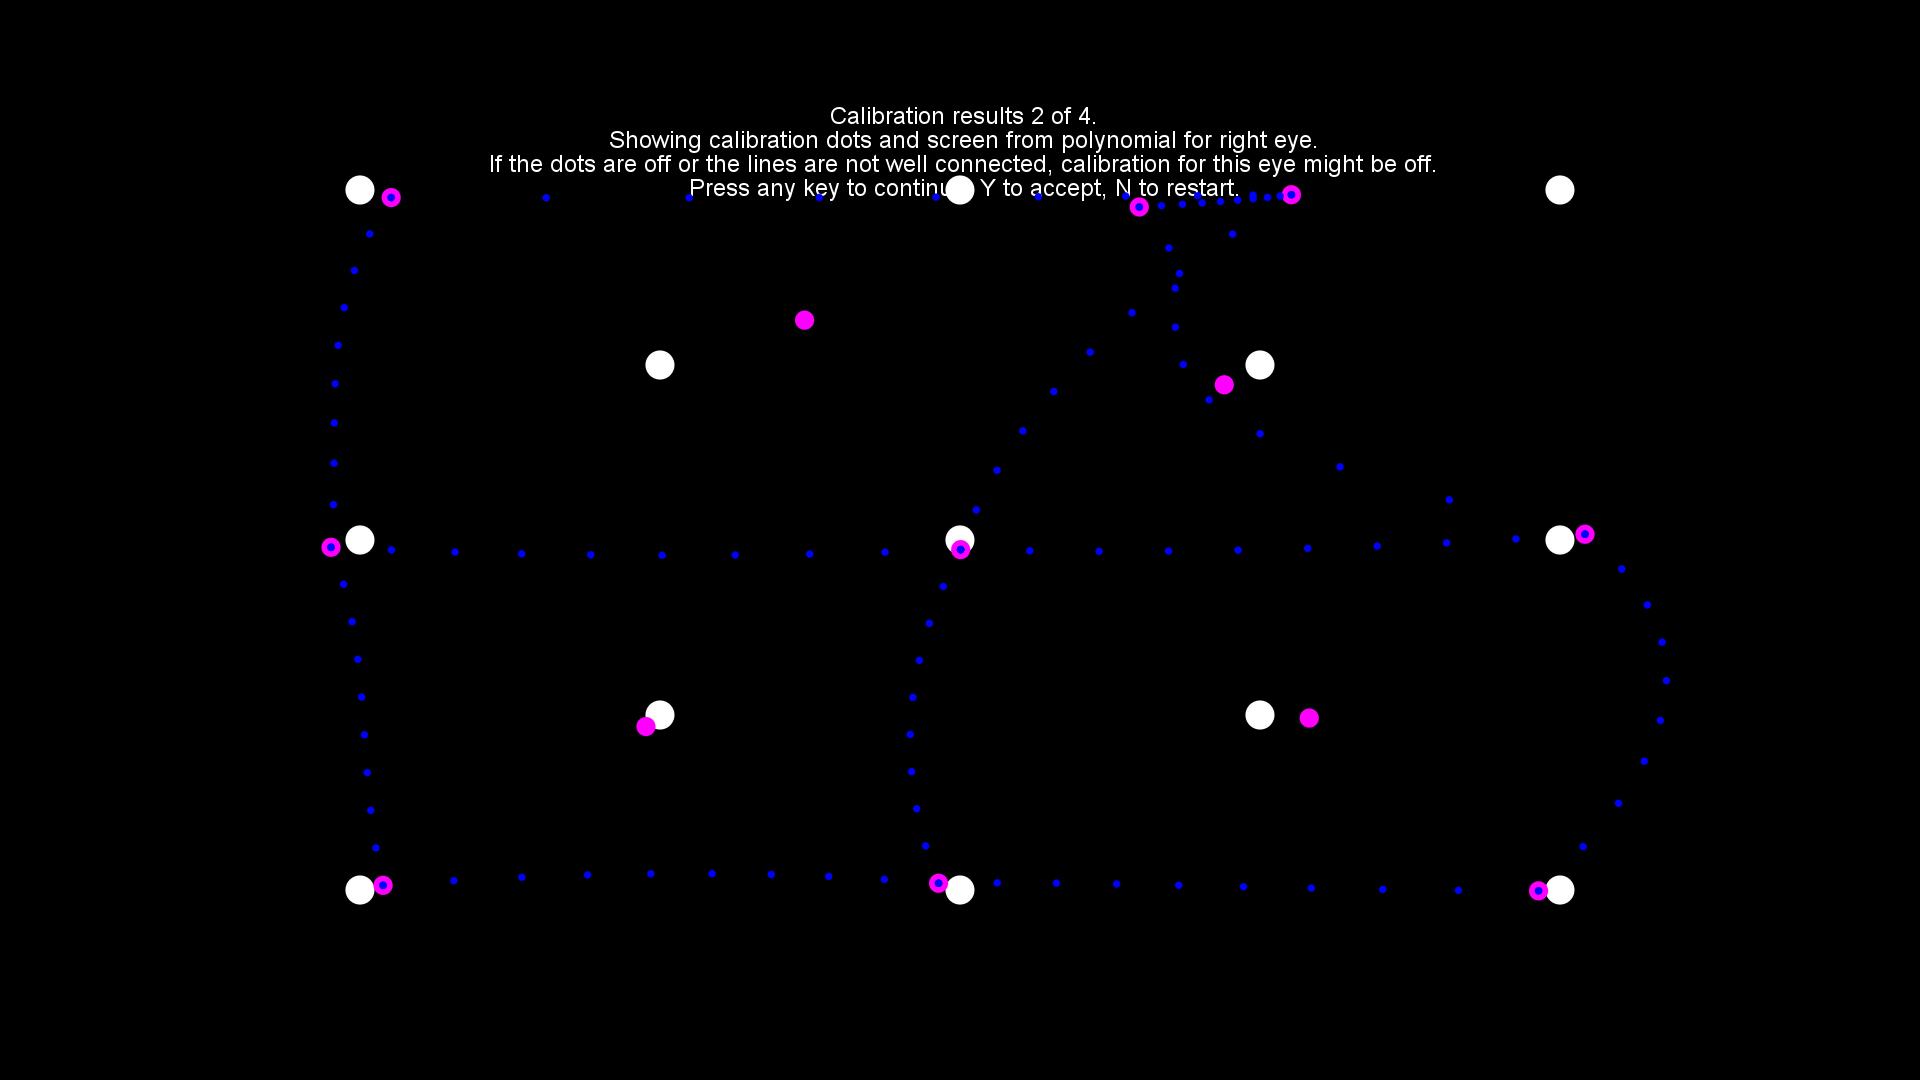 Calibration results 2 of 4.
Showing calibration dots and screen from polynomial for right eye.
If the dots are off or the lines are not well connected, calibration for this eye might be off.
Press any key to continu Y to accept, N to restart.